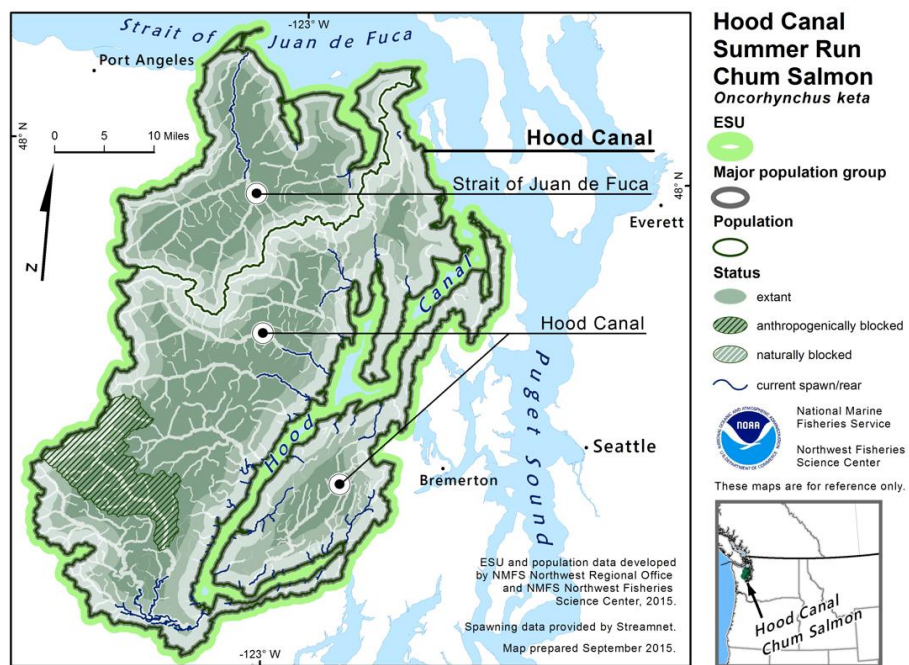 -123° W
Strait of Juan de Fuca
Port Angeles
48° N
0 5 10 Miles
N
Hood Canal
Strait of Juan de Fuca
48° N
Everett
Hood Canal
Hood Canal
Puget Sound
Seattle
Bremerton
ESU and population data developed
by NMFS Northwest Regional Office
and NMFS Northwest Fisheries
Science Center, 2015.
Spawning data provided by Streamnet.
Map prepared September 2015.
-123° W
Hood Canal
Summer Run
Chum Salmon
Oncorhynchus keta
ESU
Major population group
Population
Status
extant
anthropogenically blocked
naturally blocked
current spawn/rear
NOAA
National Marine
Fisheries Service
Northwest Fisheries
Science Center
These maps are for reference only.
Hood Canal
Chum Salmon